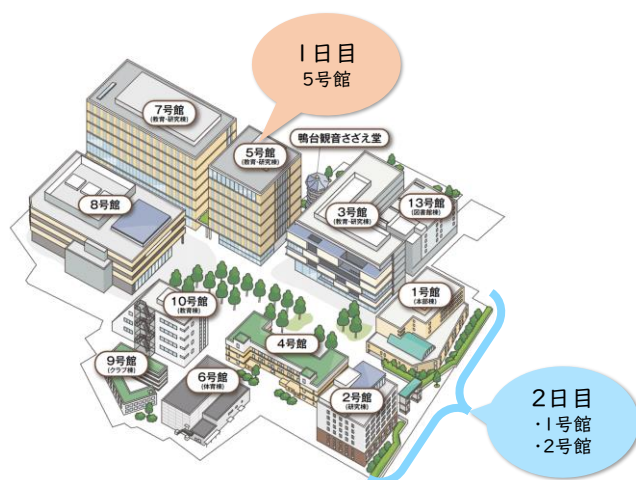 1日目
5号館
7号館
(教育・研究棟)
5号館
(教育・研究棟)
鴨台観音さざえ堂
8号館
3号館
(教育・研究棟)
13号館
(図書館棟)
10号館
(教育棟)
1号館
(本部棟)
4号館
9号館
(クラブ棟)
6号館
(体育棟)
2号館
(研究棟)
2日目
・1号館
・2号館